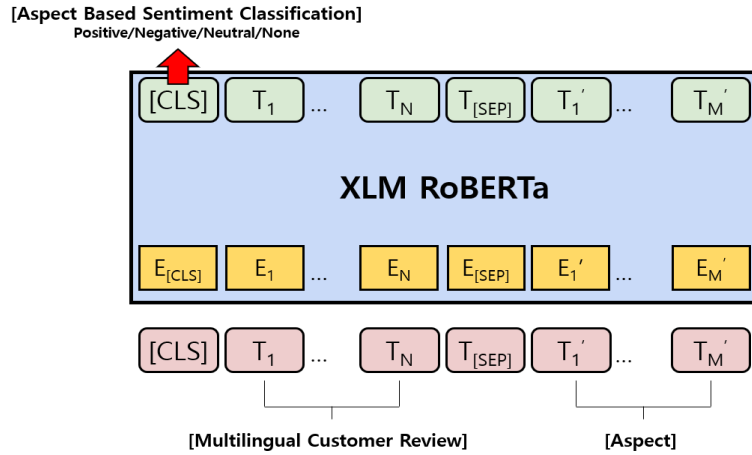 [Aspect Based Sentiment Classification]
Positive/Negative/Neutral/None
[CLS] T1 ... TN T[SEP] T1′ ... TM′
XLM RoBERTa
E[CLS] E1 ... EN E[SEP] E1′ ... EM′
[CLS] T1 ... TN T[SEP] T1′ ... TM′
[Multilingual Customer Review] [Aspect]